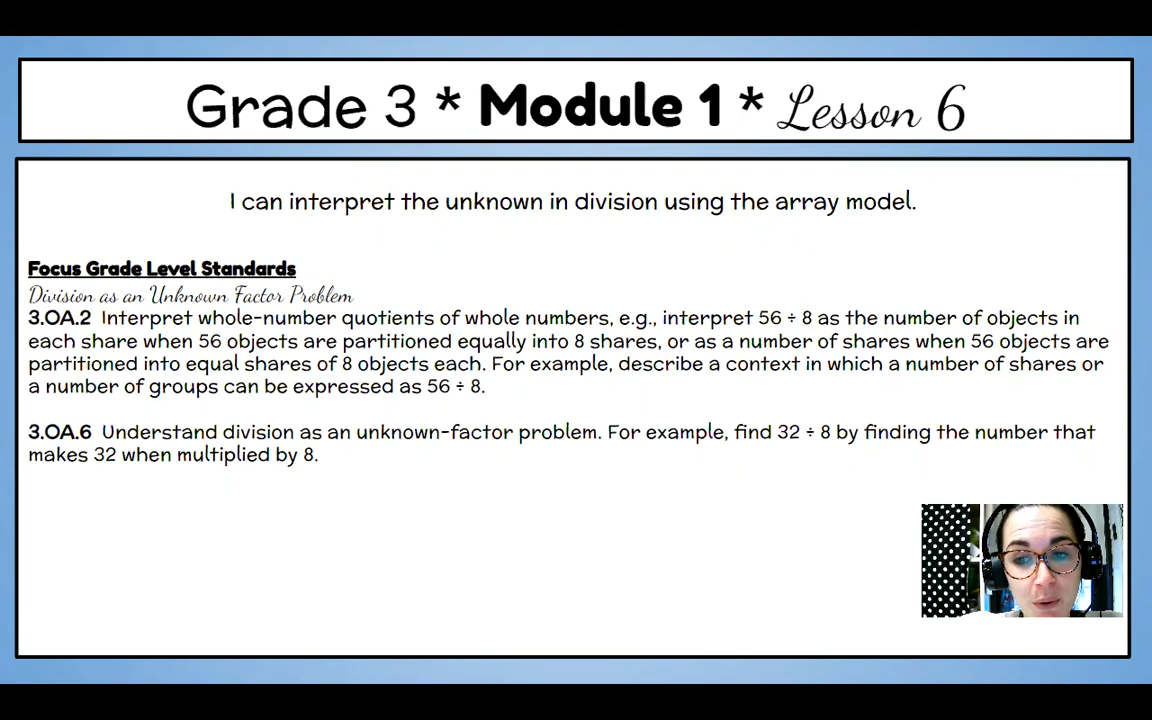 Grade 3 * Module 1 * Lesson 6
I can interpret the unknown in division using the array model.
Focus Grade Level Standards
Division as an Unknown Factor Problem
3.OA.2 Interpret whole-number quotients of whole numbers, e.g., interpret 56 ÷ 8 as the number of objects in
each share when 56 objects are partitioned equally into 8 shares, or as a number of shares when 56 objects are
partitioned into equal shares of 8 objects each. For example, describe a context in which a number of shares or
a number of groups can be expressed as 56 ÷ 8.
3.OA.6 Understand division as an unknown-factor problem. For example, find 32 ÷ 8 by finding the number that
makes 32 when multiplied by 8.